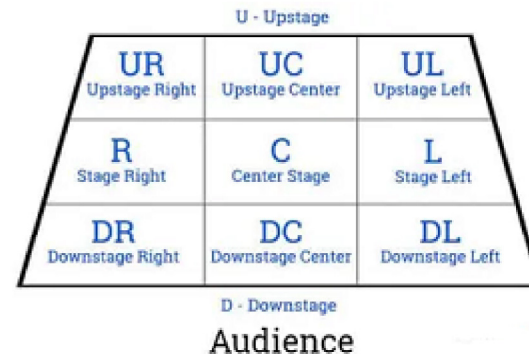 U - Upstage
UR UC UL
Upstage Right Upstage Center Upstage Left
R C L
Stage Right Center Stage Stage Left
DR DC DL
Downstage Right Downstage Center Downstage Left
D - Downstage
Audience